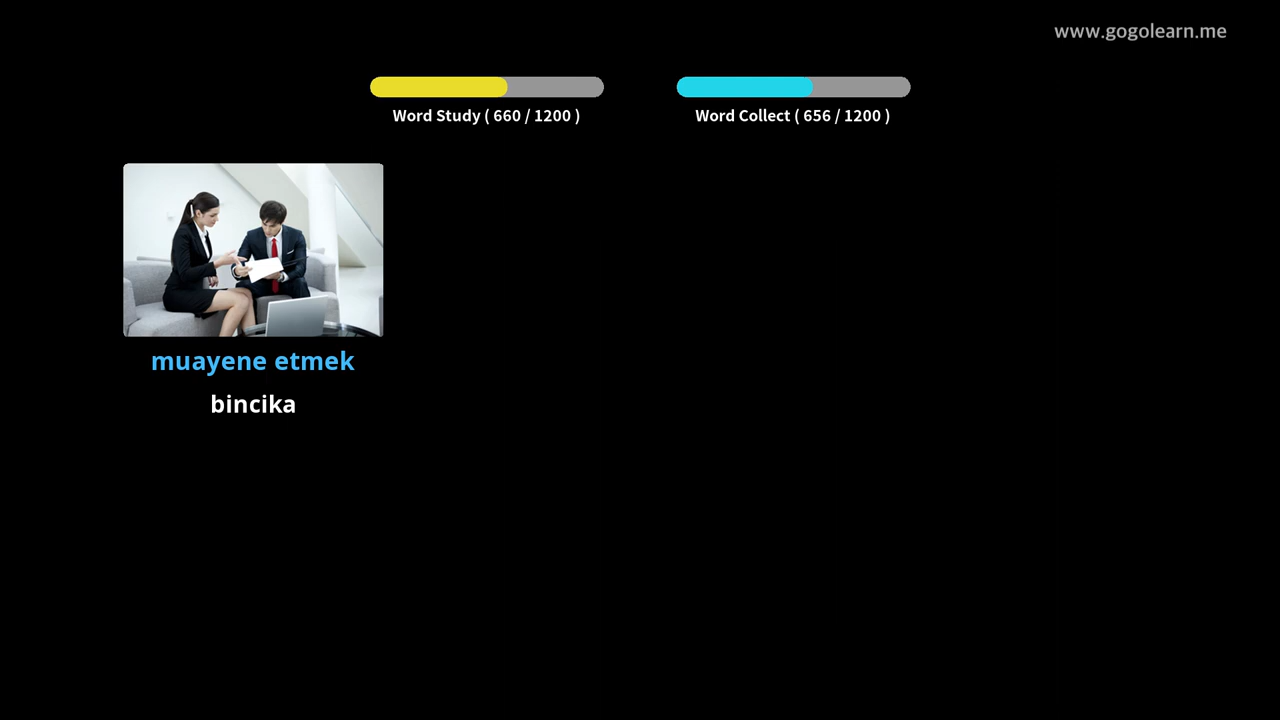 www.gogolearn.me
Word Study ( 660 / 1200 )
Word Collect ( 656 / 1200 )
muayene etmek
bincika